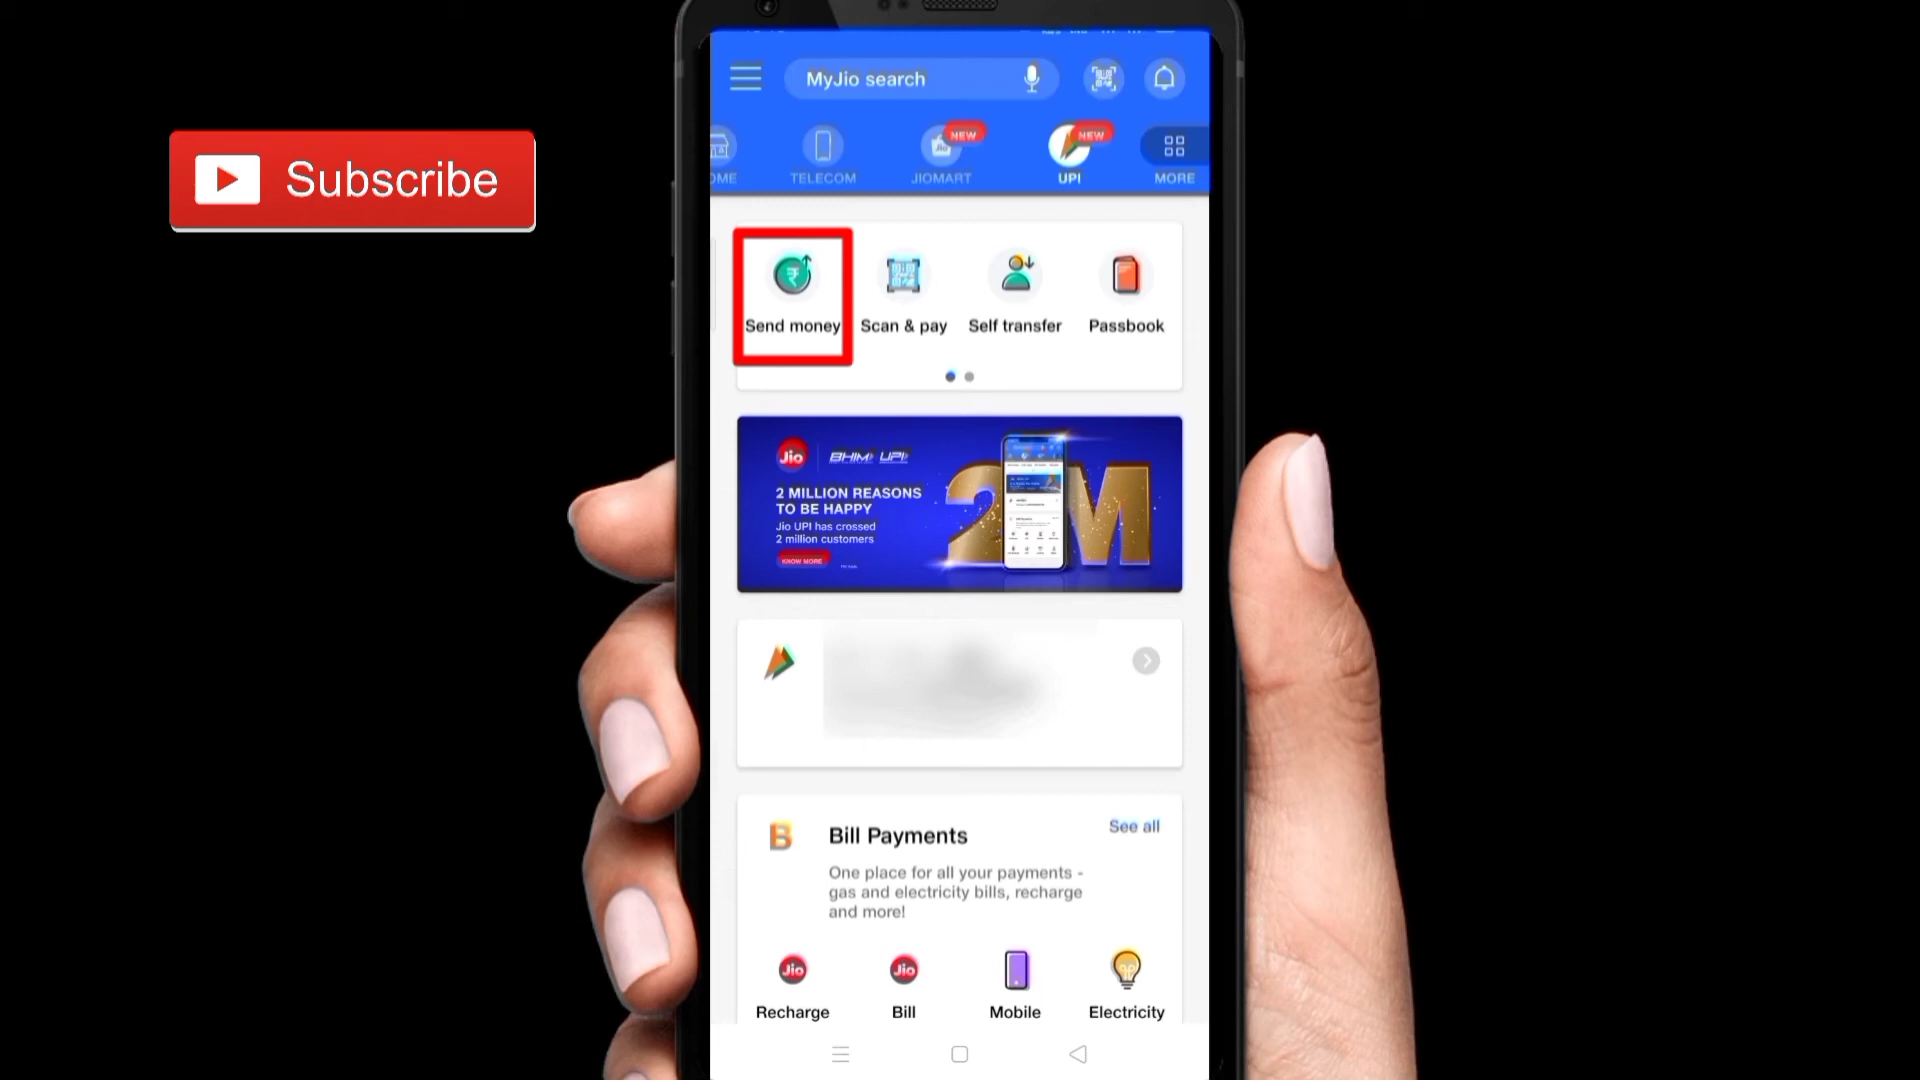 Subscribe
MyJio search
NEW
NEW
OME
TELECOM
JIOMART
UPI
MORE
Send money
Scan & pay
Self transfer
Passbook
Jio
BHIM UPI
2 MILLION REASONS
TO BE HAPPY
Jio UPI has crossed
2 million customers
KNOW MORE
2M
B
Bill Payments
See all
One place for all your payments -
gas and electricity bills, recharge
and more!
Jio
Jio
Recharge
Bill
Mobile
Electricity